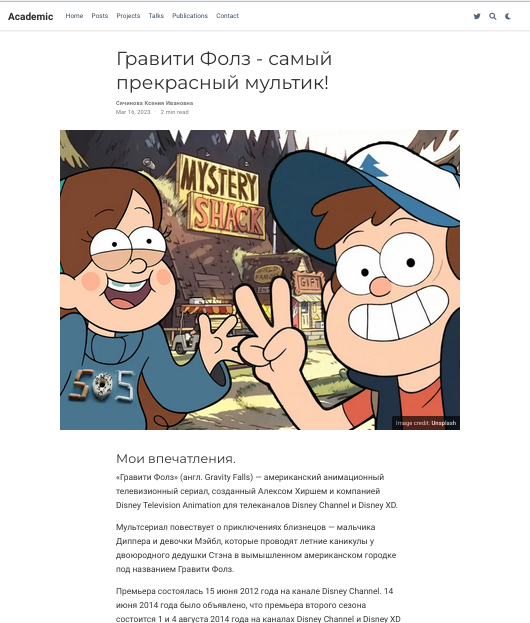 Academic Home Posts Projects Talks Publications Contact
Гравити Фолз - самый
прекрасный мультик!
Сячинова Ксения Ивановна
Mar 16, 2023 · 2 min read
MYSTERY
SHACK
GIFT
SOS
Image credit: Unsplash
Мои впечатления.
«Гравити Фолз» (англ. Gravity Falls) — американский анимационный
телевизионный сериал, созданный Алексом Хиршем и компанией
Disney Television Animation для телеканалов Disney Channel и Disney XD.
Мультсериал повествует о приключениях близнецов — мальчика
Диппера и девочки Мэйбл, которые проводят летние каникулы у
двоюродного дедушки Стэна в вымышленном американском городке
под названием Гравити Фолз.
Премьера состоялась 15 июня 2012 года на канале Disney Channel. 14
июня 2014 года было объявлено, что премьера второго сезона
состоится 1 и 4 августа 2014 года на каналах Disney Channel и Disney XD